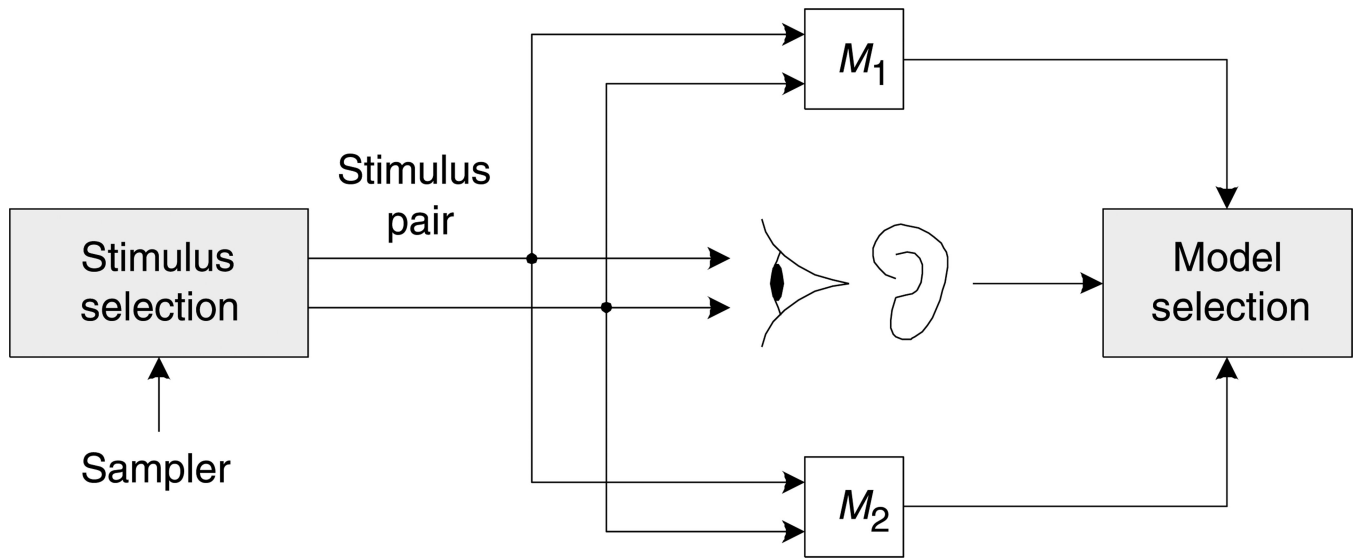 M₁
Stimulus
pair
Stimulus
selection
Model
selection
Sampler
M₂